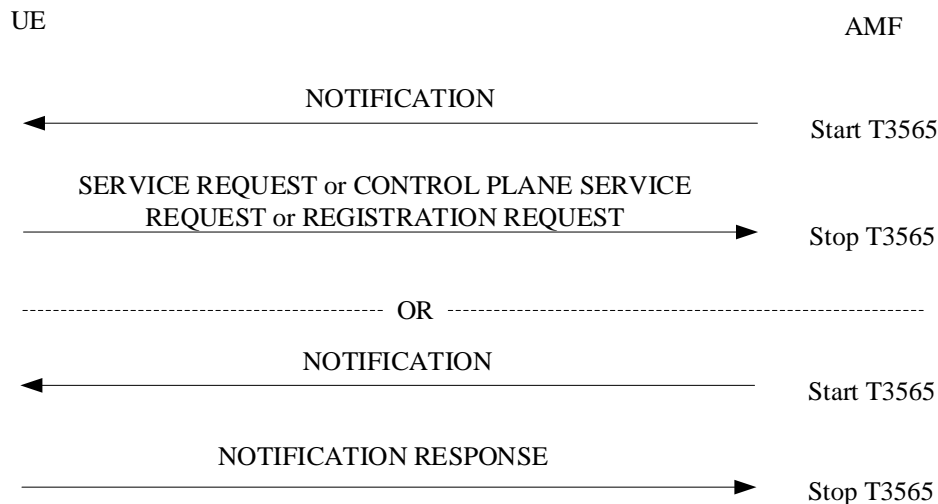 UE
AMF
NOTIFICATION
Start T3565
SERVICE REQUEST or CONTROL PLANE SERVICE
REQUEST or REGISTRATION REQUEST
Stop T3565
OR
NOTIFICATION
Start T3565
NOTIFICATION RESPONSE
Stop T3565